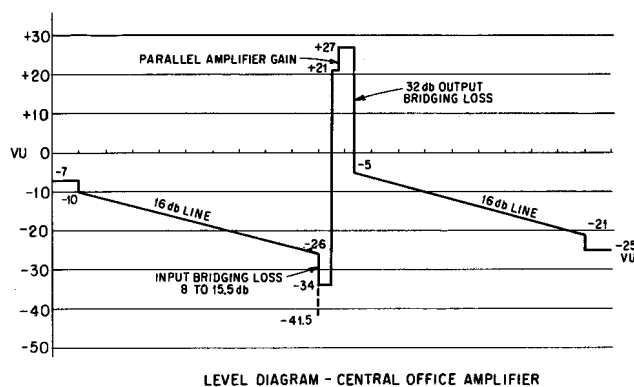 +30
+20
+10
VU 0
-10
-20
-30
-40
-50
+27
PARALLEL AMPLIFIER GAIN
+21
32db OUTPUT
BRIDGING LOSS
-7
-10
16 db LINE
-26
INPUT BRIDGING LOSS
8 TO 15.5 db
-34
-41.5
-5
16 db LINE
-21
-25
VU
LEVEL DIAGRAM - CENTRAL OFFICE AMPLIFIER